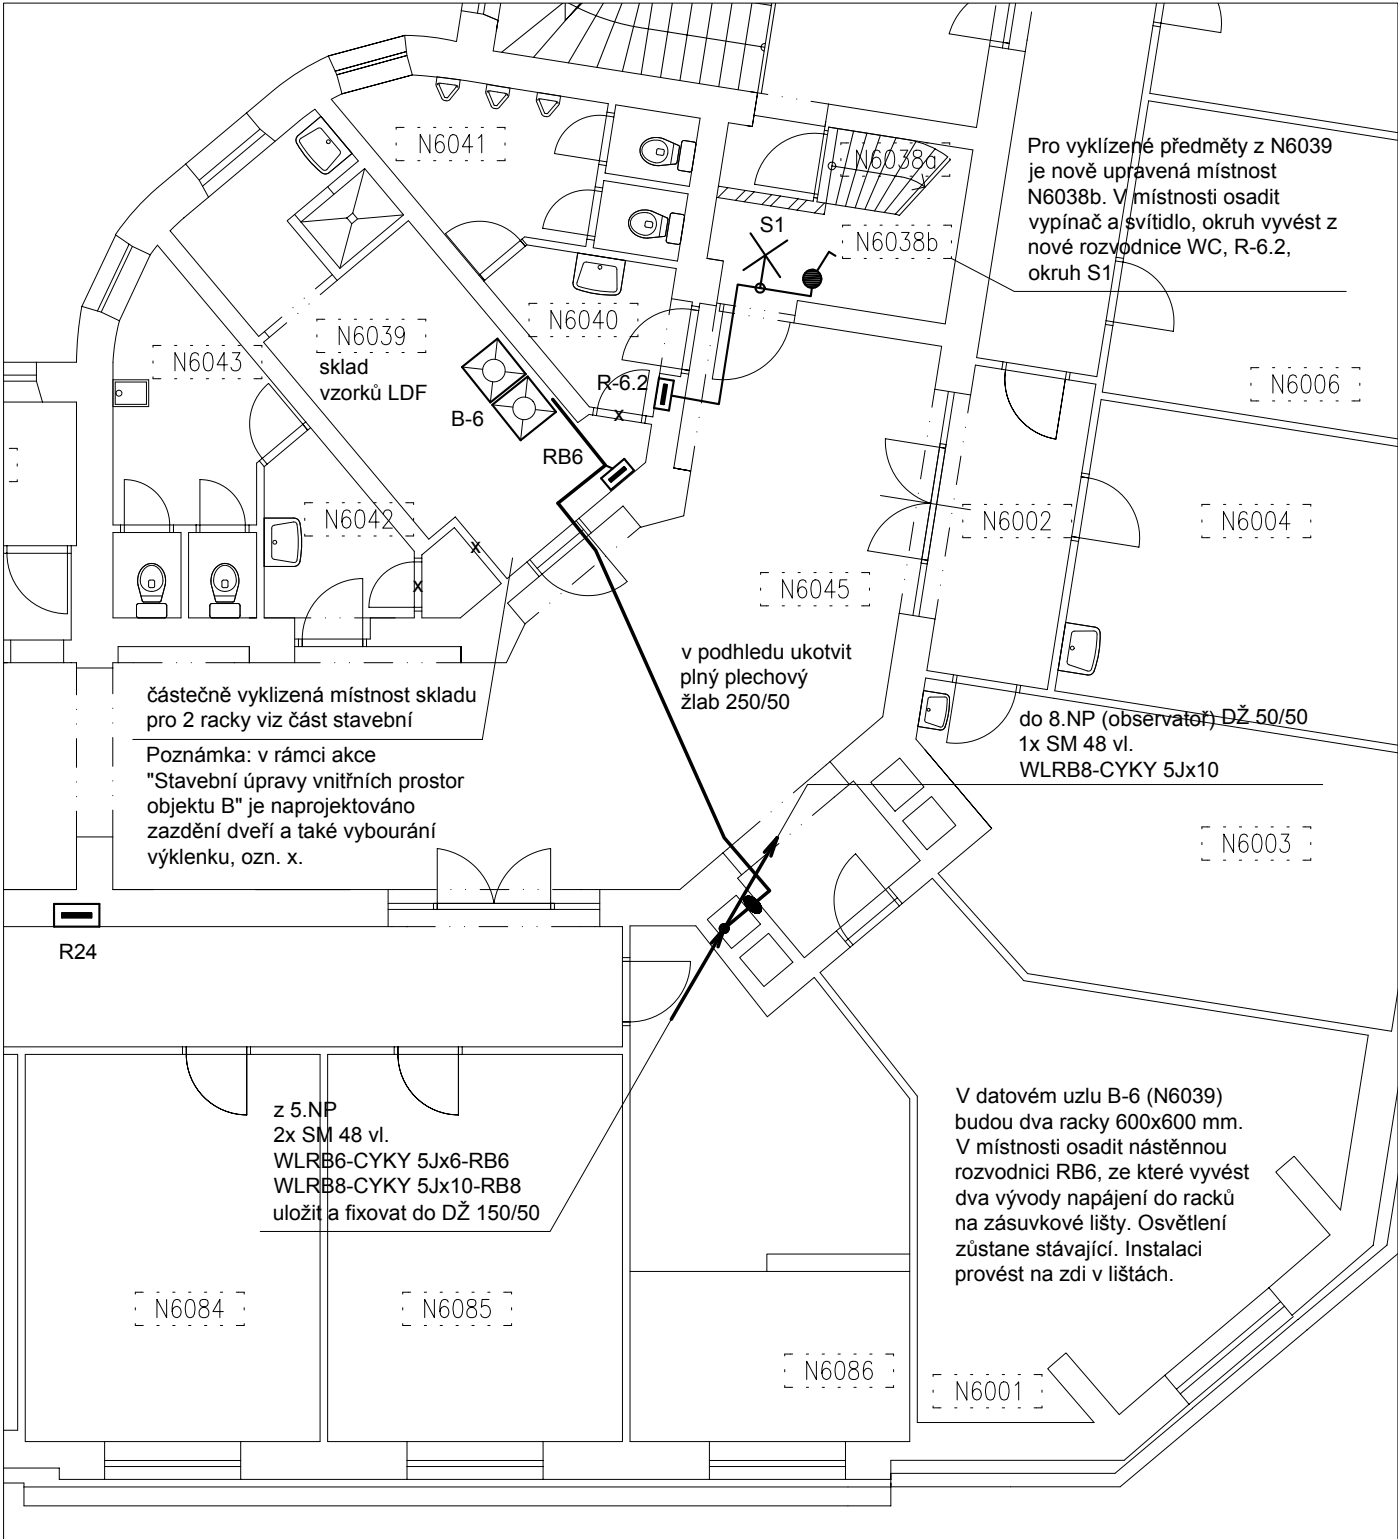 N6041
N6038a
Pro vyklízené předměty z N6039
je nově upravená místnost
N6038b. V místnosti osadit
vypínač a svítidlo, okruh vyvést z
nové rozvodnice WC, R-6.2,
okruh S1
S1
N6038b
N6040
N6039
sklad
vzorků LDF
N6043
R-6.2
N6006
B-6
x
RB6
N6042
N6002
N6004
x
x
N6045
v podhledu ukotvit
plný plechový
žlab 250/50
částečně vyklizená místnost skladu
pro 2 racky viz část stavební
Poznámka: v rámci akce
"Stavební úpravy vnitřních prostor
objektu B" je naprojektováno
zazdění dveří a také vybourání
výklenku, ozn. x.
do 8.NP (observatoř) DŽ 50/50
1x SM 48 vl.
WLRB8-CYKY 5Jx10
N6003
R24
z 5.NP
2x SM 48 vl.
WLRB6-CYKY 5Jx6-RB6
WLRB8-CYKY 5Jx10-RB8
uložit a fixovat do DŽ 150/50
V datovém uzlu B-6 (N6039)
budou dva racky 600x600 mm.
V místnosti osadit nástěnnou
rozvodnici RB6, ze které vyvést
dva vývody napájení do racků
na zásuvkové lišty. Osvětlení
zůstane stávající. Instalaci
provést na zdi v lištách.
N6084
N6085
N6086
N6001